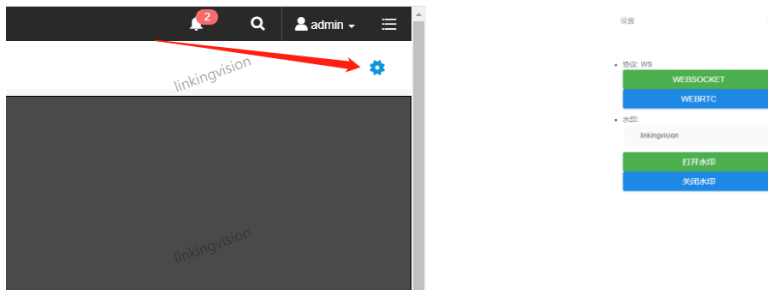 2
admin
linkingvision
linkingvision
设置
协议: WS
WEBSOCKET
WEBRTC
水印:
linkingvision
打开水印
关闭水印